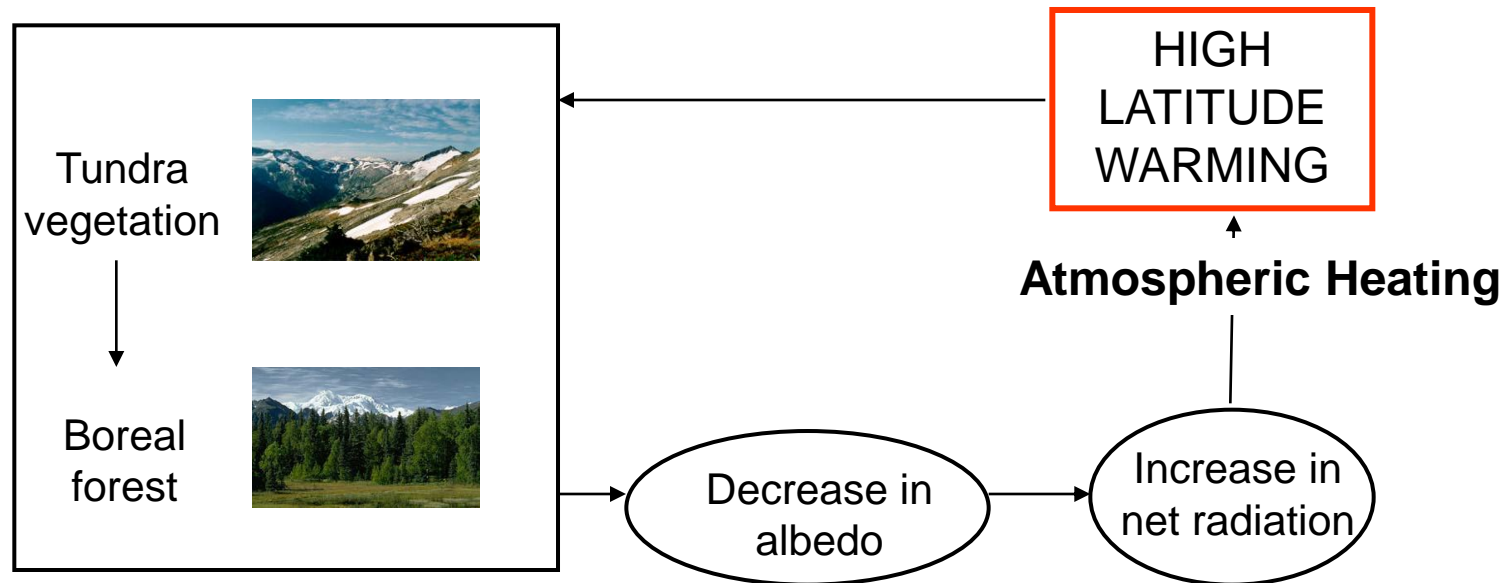 HIGH
LATITUDE
WARMING
Tundra
vegetation
Atmospheric Heating
Boreal
forest
Decrease in
albedo
Increase in
net radiation